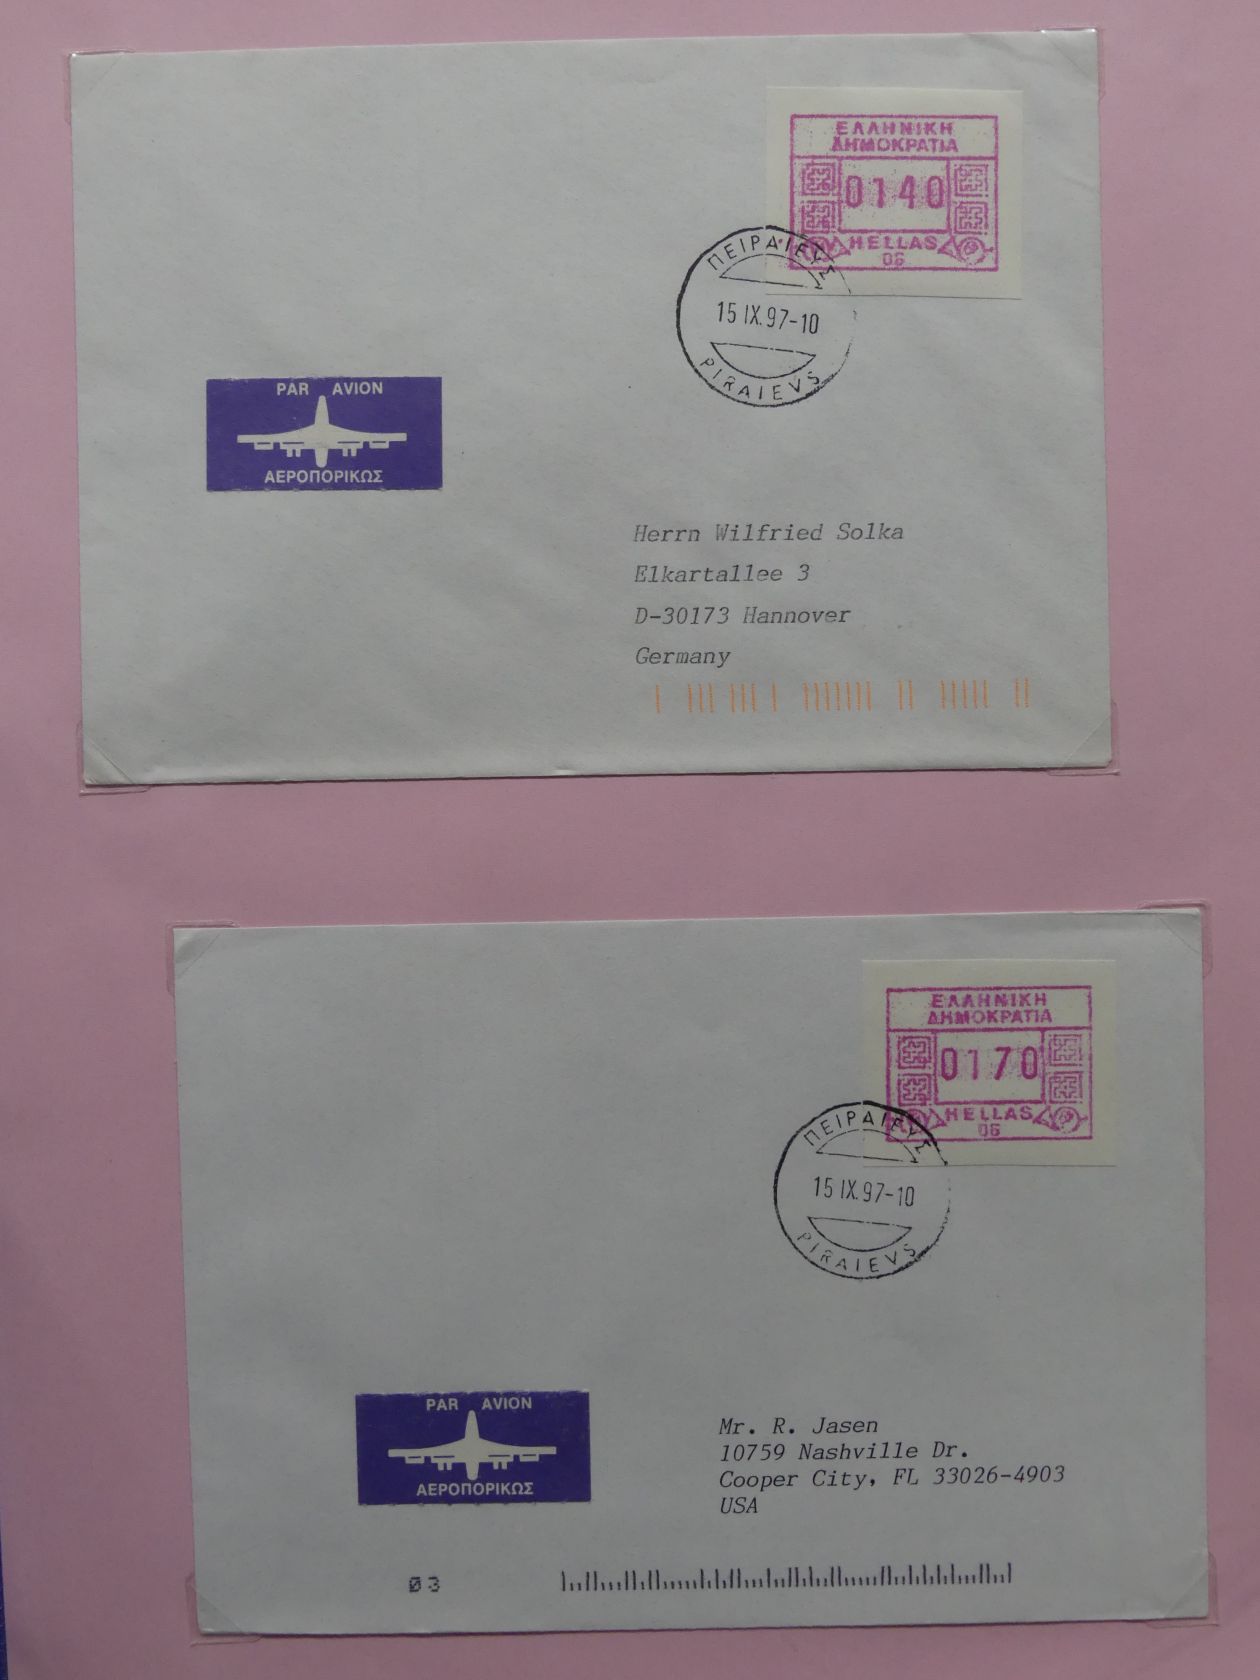 ΕΛΛΗΝΙΚΗ
ΔΗΜΟΚΡΑΤΙΑ
0140
HELLAS
06
ΠΕΙΡΑΙΕVΣ
15 IX.97-10
PIRAIEVS
PAR AVION
ΑΕΡΟΠΟΡΙΚΩΣ
Herrn Wilfried Solka
Elkartallee 3
D-30173 Hannover
Germany
ΕΛΛΗΝΙΚΗ
ΔΗΜΟΚΡΑΤΙΑ
0170
HELLAS
06
ΠΕΙΡΑΙΕVΣ
15 IX.97-10
PIRAIEVS
PAR AVION
ΑΕΡΟΠΟΡΙΚΩΣ
Mr. R. Jasen
10759 Nashville Dr.
Cooper City, FL 33026-4903
USA
03